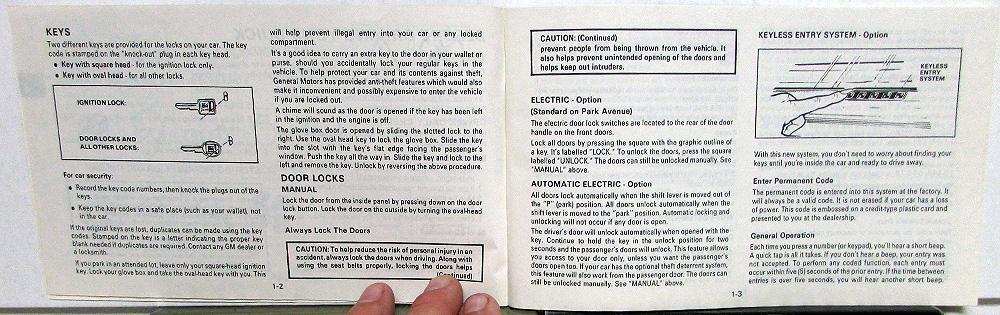 KEYS
Two different keys are provided for the locks on your car. The key
code is stamped on the "knock-out" plug in each key head.
● Key with square head - for the ignition lock only.
● Key with oval head - for all other locks.
IGNITION LOCK:
DOOR LOCKS AND
ALL OTHER LOCKS:
For car security:
● Record the key code numbers, then knock the plugs out of the
keys.
● Keep the key codes in a safe place (such as your wallet), not
in the car.
If the original keys are lost, duplicates can be made using the key
codes. Stamped on the key is a letter indicating the proper key
blank needed if duplicates are required. Contact any GM dealer or
a locksmith.
If you park in an attended lot, leave only your square-head ignition
key. Lock your glove box and take the oval-head key with you. This
will help prevent illegal entry into your car or any locked
compartment.
It's a good idea to carry an extra key to the door in your wallet or
purse, should you accidentally lock your regular keys in the
vehicle. To help protect your car and its contents against theft,
General Motors has provided anti-theft features which would also
make it inconvenient and possibly expensive to enter the vehicle
if you are locked out.
A chime will sound as the door is opened if the key has been left
in the ignition and the engine is off.
The glove box door is opened by sliding the slotted lock to the
right. Use the oval head key to lock the glove box. Slide the key
into the slot with the key's flat edge facing the passenger's
window. Push the key all the way in. Slide the key and lock to the
left and remove the key. Unlock by reversing the above procedure.
DOOR LOCKS
MANUAL
Lock the door from the inside panel by pressing down on the door
lock button. Lock the door on the outside by turning the oval-head
key.
Always Lock The Doors
CAUTION: To help reduce the risk of personal injury in an
accident, always lock the doors when driving. Along with
using the seat belts properly, locking the doors helps
(Continued)
1-2
CAUTION: (Continued)
prevent people from being thrown from the vehicle. It
also helps prevent unintended opening of the doors and
helps keep out intruders.
ELECTRIC - Option
(Standard on Park Avenue)
The electric door lock switches are located to the rear of the door
handle on the front doors.
Lock all doors by pressing the square with the graphic outline of
a key. It's labelled "LOCK." To unlock the doors, press the square
labelled "UNLOCK." The doors can still be unlocked manually. See
"MANUAL" above.
AUTOMATIC ELECTRIC - Option
All doors lock automatically when the shift lever is moved out of
the "P" (park) position. All doors unlock automatically when the
shift lever is moved to the "park" position. Automatic locking and
unlocking will not occur if any door is open.
The driver's door will unlock automatically when opened with the
key. Continue to hold the key in the unlock position for two
seconds and the passenger's doors will unlock. This feature allows
you access to your door only, unless you want the passenger's
doors open too. If your car has the optional theft deterrent system,
this feature will also work from the passenger door. The doors can
still be unlocked manually. See "MANUAL" above.
KEYLESS ENTRY SYSTEM - Option
KEYLESS
ENTRY
SYSTEM
With this new system, you don't need to worry about finding your
keys until you're inside the car and ready to drive away.
Enter Permanent Code
The permanent code is entered into this system at the factory. It
will always be a valid code. It is not erased if your car has a loss
of power. This code is embossed on a credit-type plastic card and
presented to you at the dealership.
General Operation
Each time you press a number (or keypad), you'll hear a short beep.
A quick tap is all it takes. If you don't hear a beep, your entry was
not accepted. To perform any coded function, each entry must
occur within five (5) seconds of the prior entry. If the time between
entries is over five seconds, you will hear another short beep.
1-3